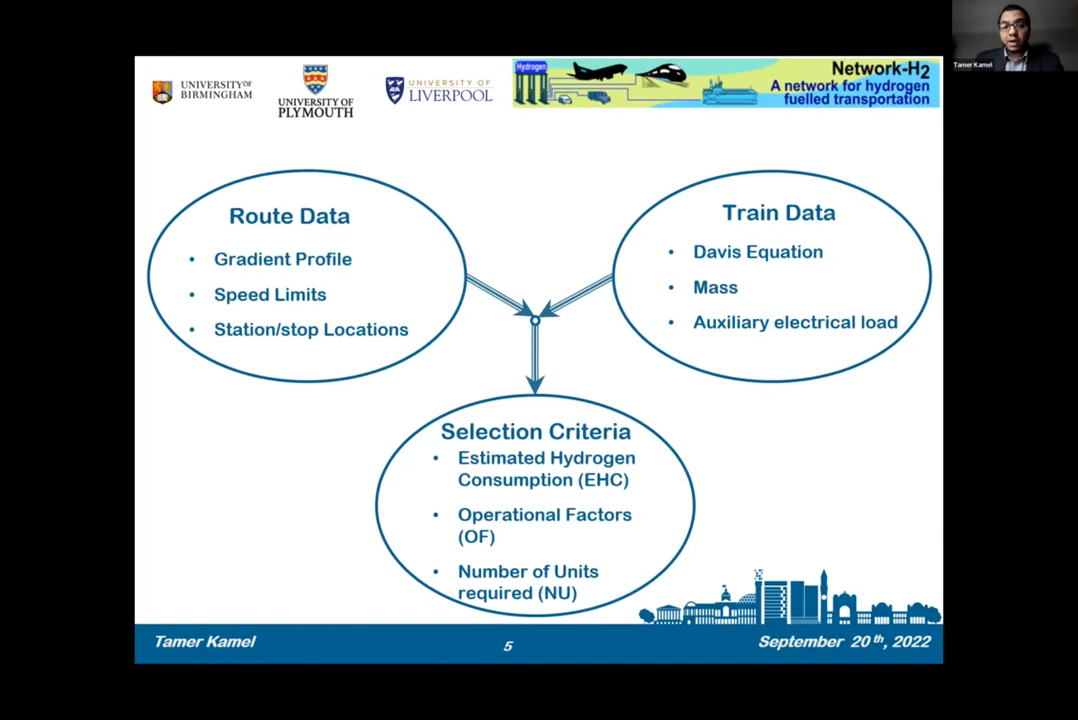 Tamer Kamel
UNIVERSITY OF
BIRMINGHAM
UNIVERSITY OF
PLYMOUTH
UNIVERSITY OF
LIVERPOOL
Hydrogen
Network-H2
A network for hydrogen
fuelled transportation
Route Data
• Gradient Profile
• Speed Limits
• Station/stop Locations
Train Data
• Davis Equation
• Mass
• Auxiliary electrical load
Selection Criteria
• Estimated Hydrogen
Consumption (EHC)
• Operational Factors
(OF)
• Number of Units
required (NU)
Tamer Kamel
5
September 20th, 2022